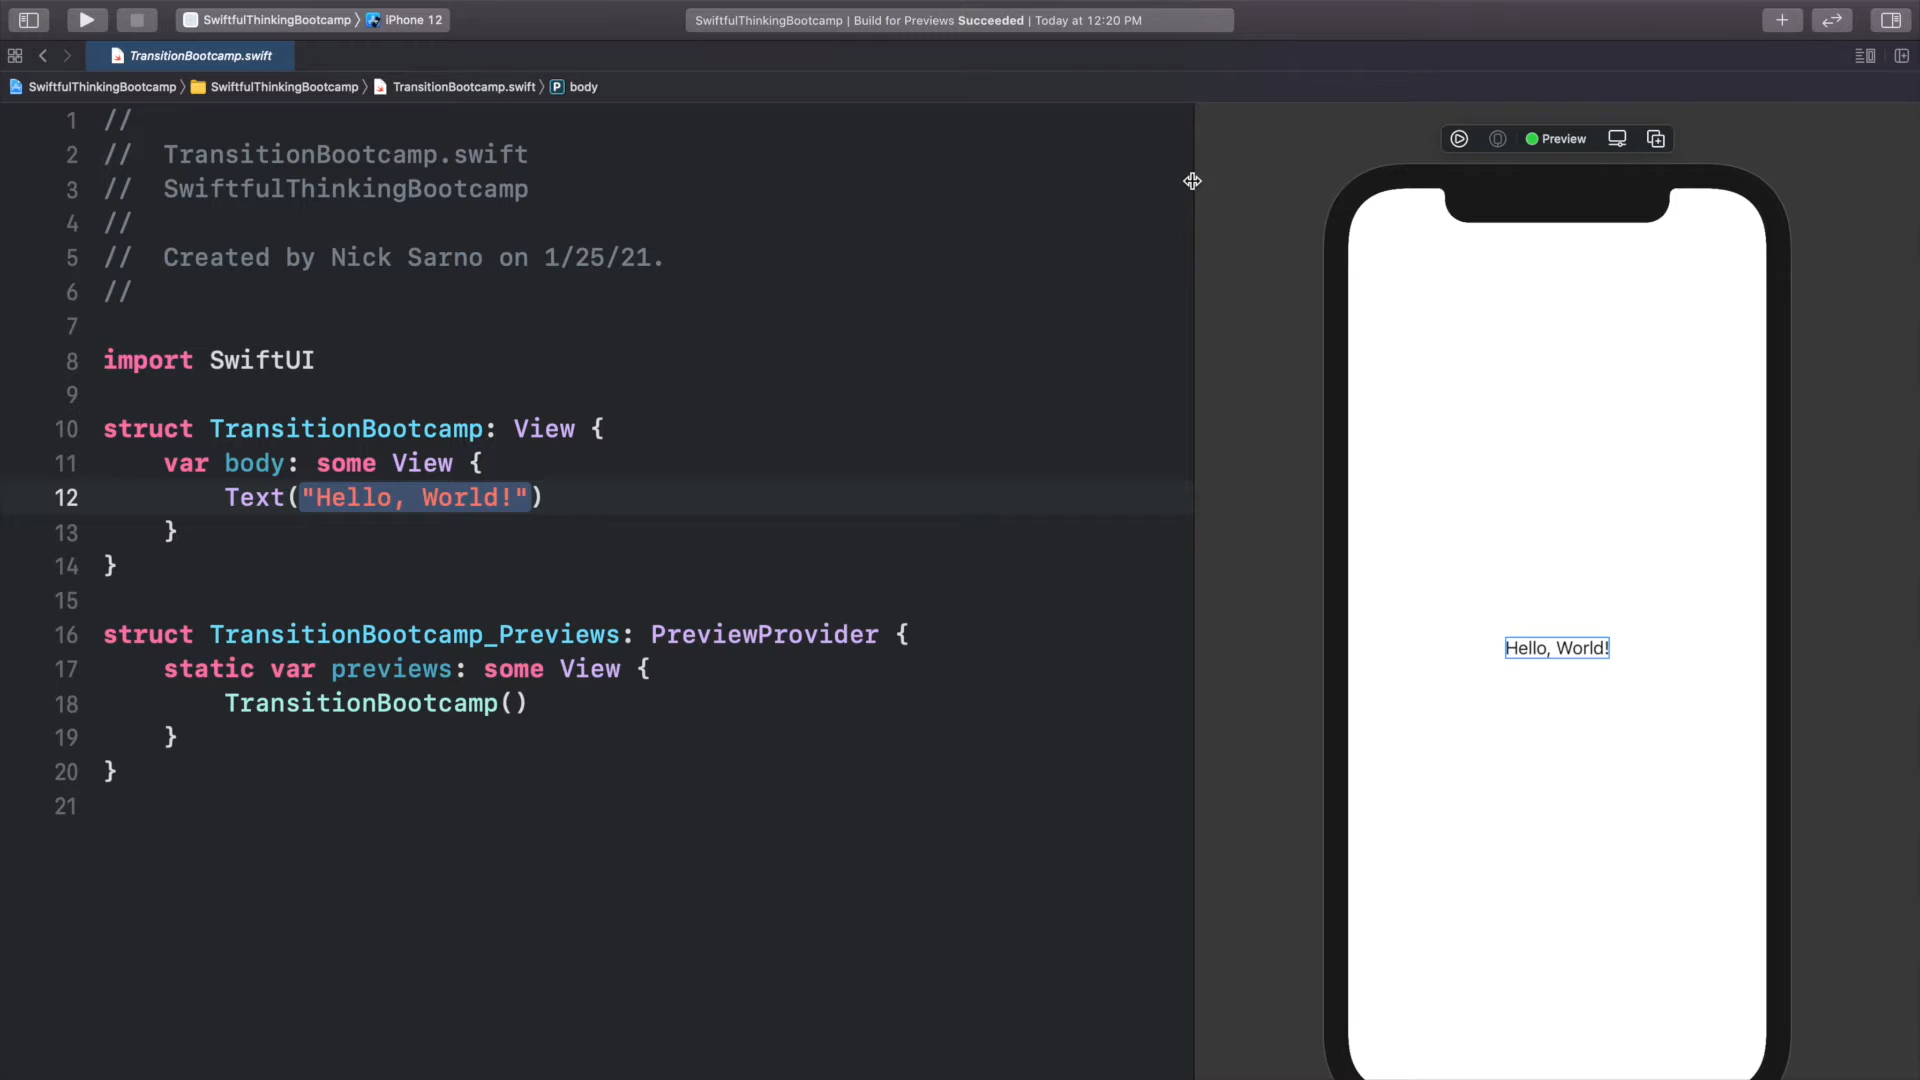 SwiftfulThinkingBootcamp 〉 iPhone 12
SwiftfulThinkingBootcamp | Build for Previews Succeeded | Today at 12:20 PM
TransitionBootcamp.swift
SwiftfulThinkingBootcamp 〉 SwiftfulThinkingBootcamp 〉 TransitionBootcamp.swift 〉 P body
1 //
2 //  TransitionBootcamp.swift
3 //  SwiftfulThinkingBootcamp
4 //
5 //  Created by Nick Sarno on 1/25/21.
6 //
7
8 import SwiftUI
9
10 struct TransitionBootcamp: View {
11     var body: some View {
12         Text("Hello, World!")
13     }
14 }
15
16 struct TransitionBootcamp_Previews: PreviewProvider {
17     static var previews: some View {
18         TransitionBootcamp()
19     }
20 }
21
Preview
Hello, World!